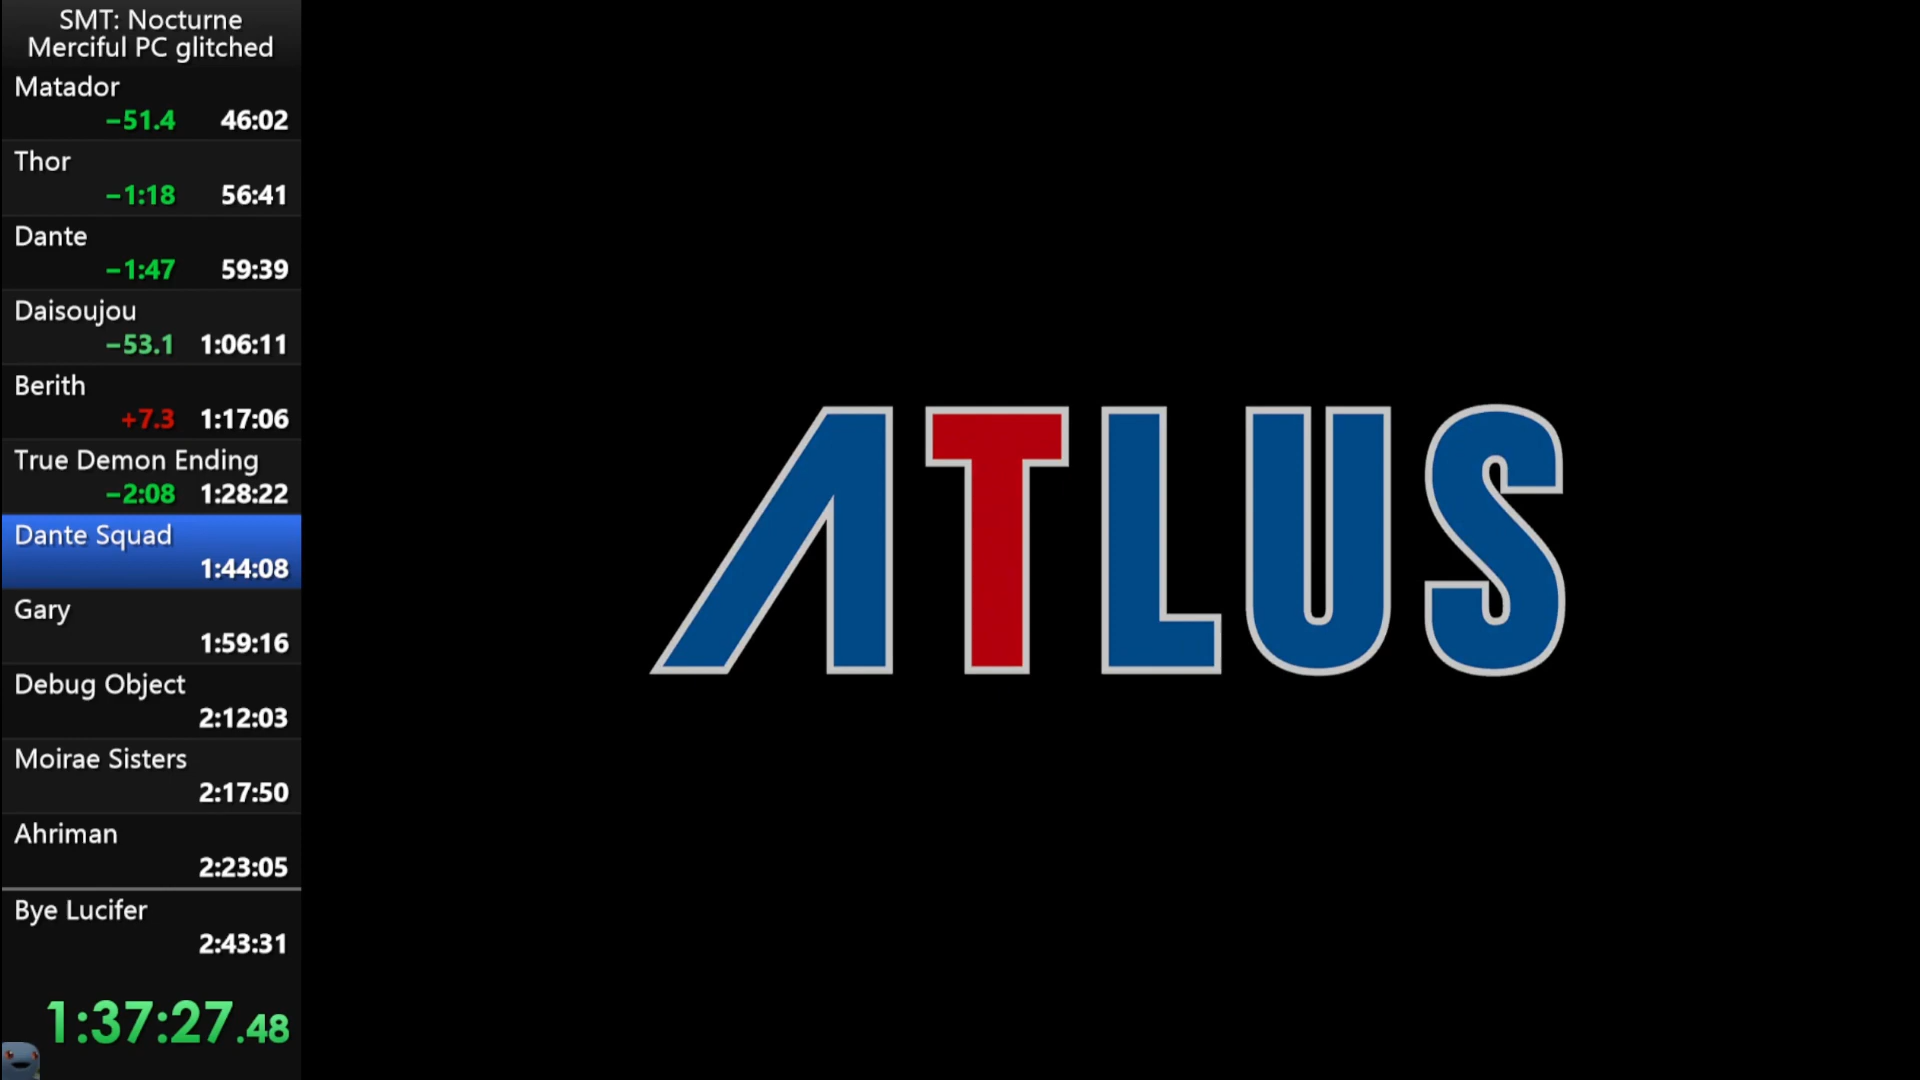 SMT: Nocturne
Merciful PC glitched
Matador
−51.4 46:02
Thor
−1:18 56:41
Dante
−1:47 59:39
Daisoujou
−53.1 1:06:11
Berith
+7.3 1:17:06
True Demon Ending
−2:08 1:28:22
Dante Squad
1:44:08
Gary
1:59:16
Debug Object
2:12:03
Moirae Sisters
2:17:50
Ahriman
2:23:05
Bye Lucifer
2:43:31
1:37:27.48
ATLUS